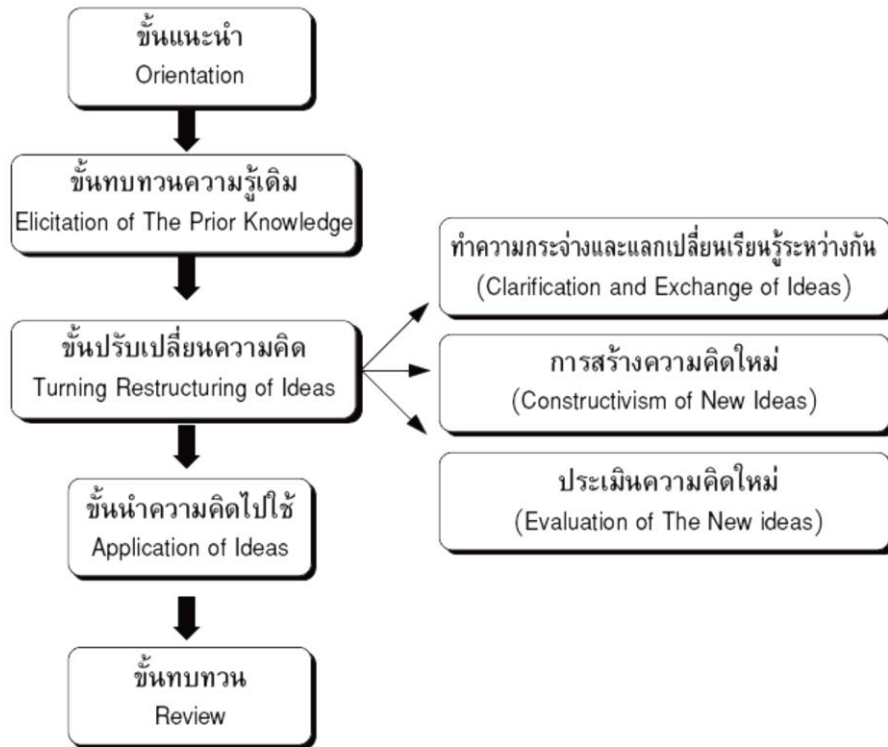 ขั้นแนะนำ
Orientation
ขั้นทบทวนความรู้เดิม
Elicitation of The Prior Knowledge
ขั้นปรับเปลี่ยนความคิด
Turning Restructuring of Ideas
ทำความกระจ่างและแลกเปลี่ยนเรียนรู้ระหว่างกัน
(Clarification and Exchange of Ideas)
การสร้างความคิดใหม่
(Constructivism of New Ideas)
ประเมินความคิดใหม่
(Evaluation of The New ideas)
ขั้นนำความคิดไปใช้
Application of Ideas
ขั้นทบทวน
Review